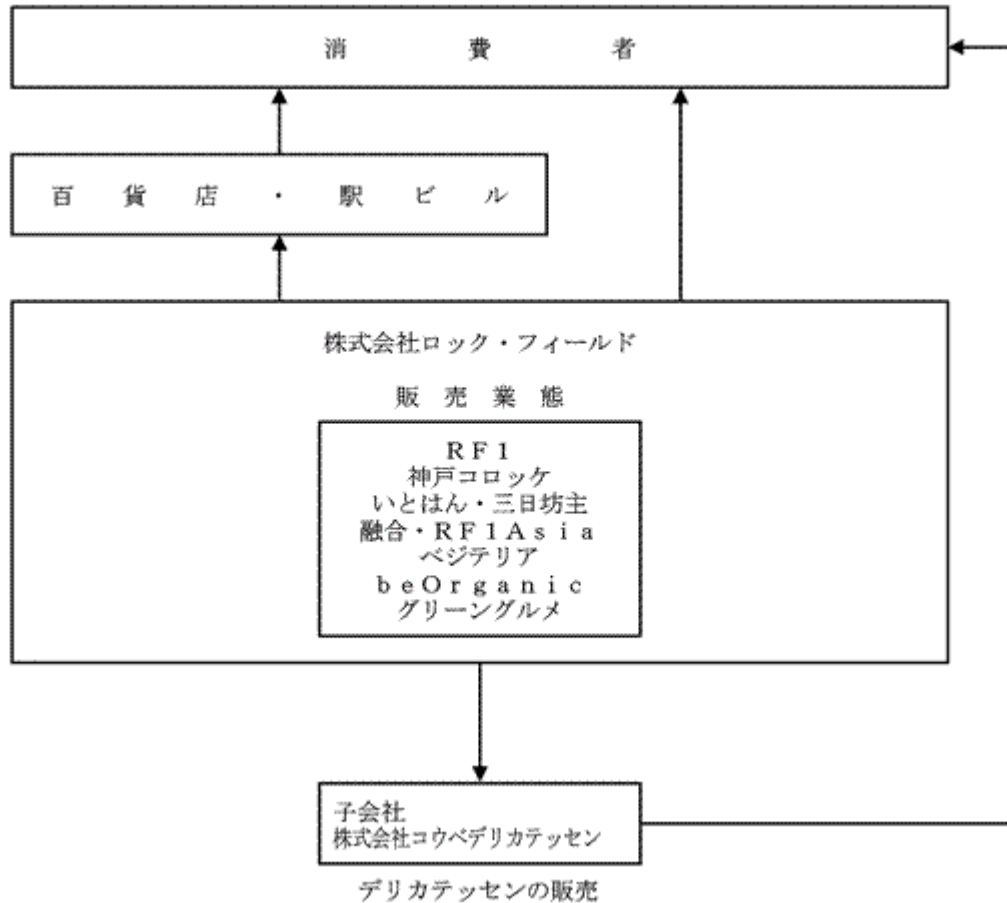 消費者
百貨店・駅ビル
株式会社ロック・フィールド
販売業態
ＲＦ１
神戸コロッケ
いとはん・三日坊主
融合・ＲＦ１Ａｓｉａ
ベジテリア
ｂｅＯｒｇａｎｉｃ
グリーングルメ
子会社
株式会社コウベデリカテッセン
デリカテッセンの販売